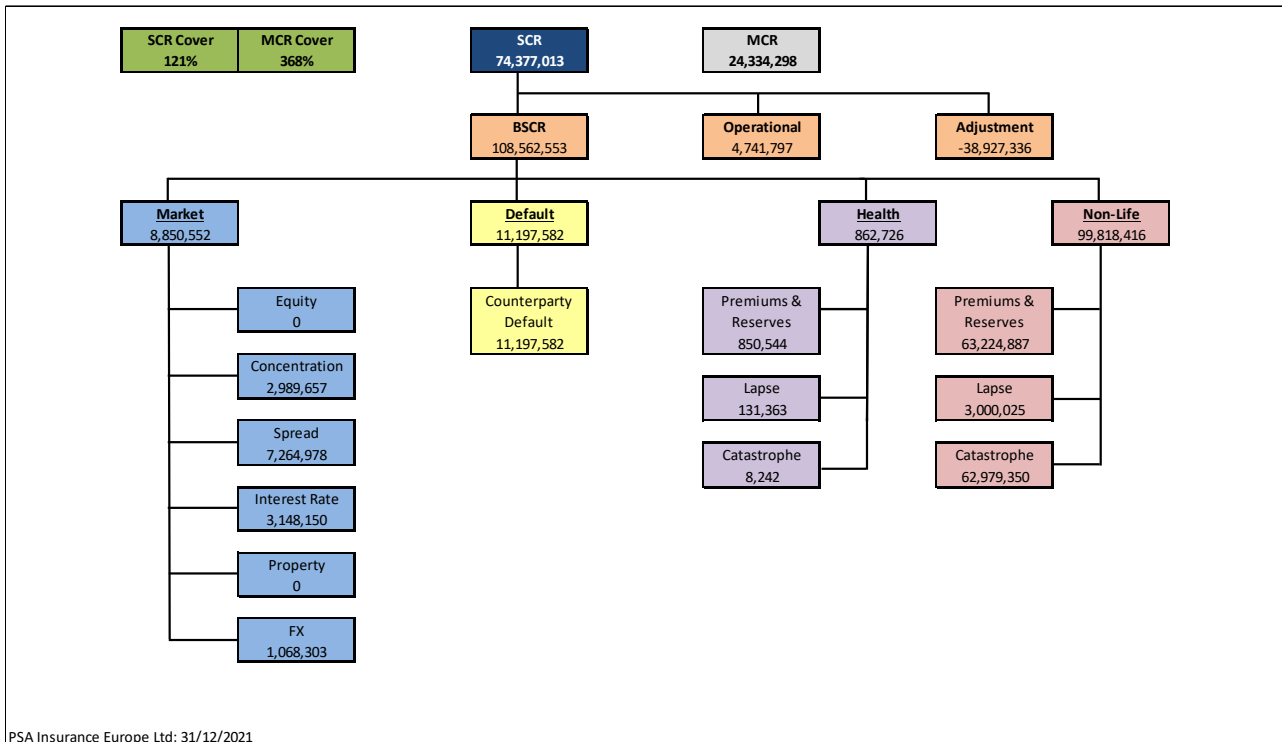 SCR Cover
121%
MCR Cover
368%
SCR
74,377,013
MCR
24,334,298
BSCR
108,562,553
Operational
4,741,797
Adjustment
-38,927,336
Market
8,850,552
Default
11,197,582
Health
862,726
Non-Life
99,818,416
Equity
0
Concentration
2,989,657
Spread
7,264,978
Interest Rate
3,148,150
Property
0
FX
1,068,303
Counterparty
Default
11,197,582
Premiums &
Reserves
850,544
Lapse
131,363
Catastrophe
8,242
Premiums &
Reserves
63,224,887
Lapse
3,000,025
Catastrophe
62,979,350
PSA Insurance Europe Ltd: 31/12/2021